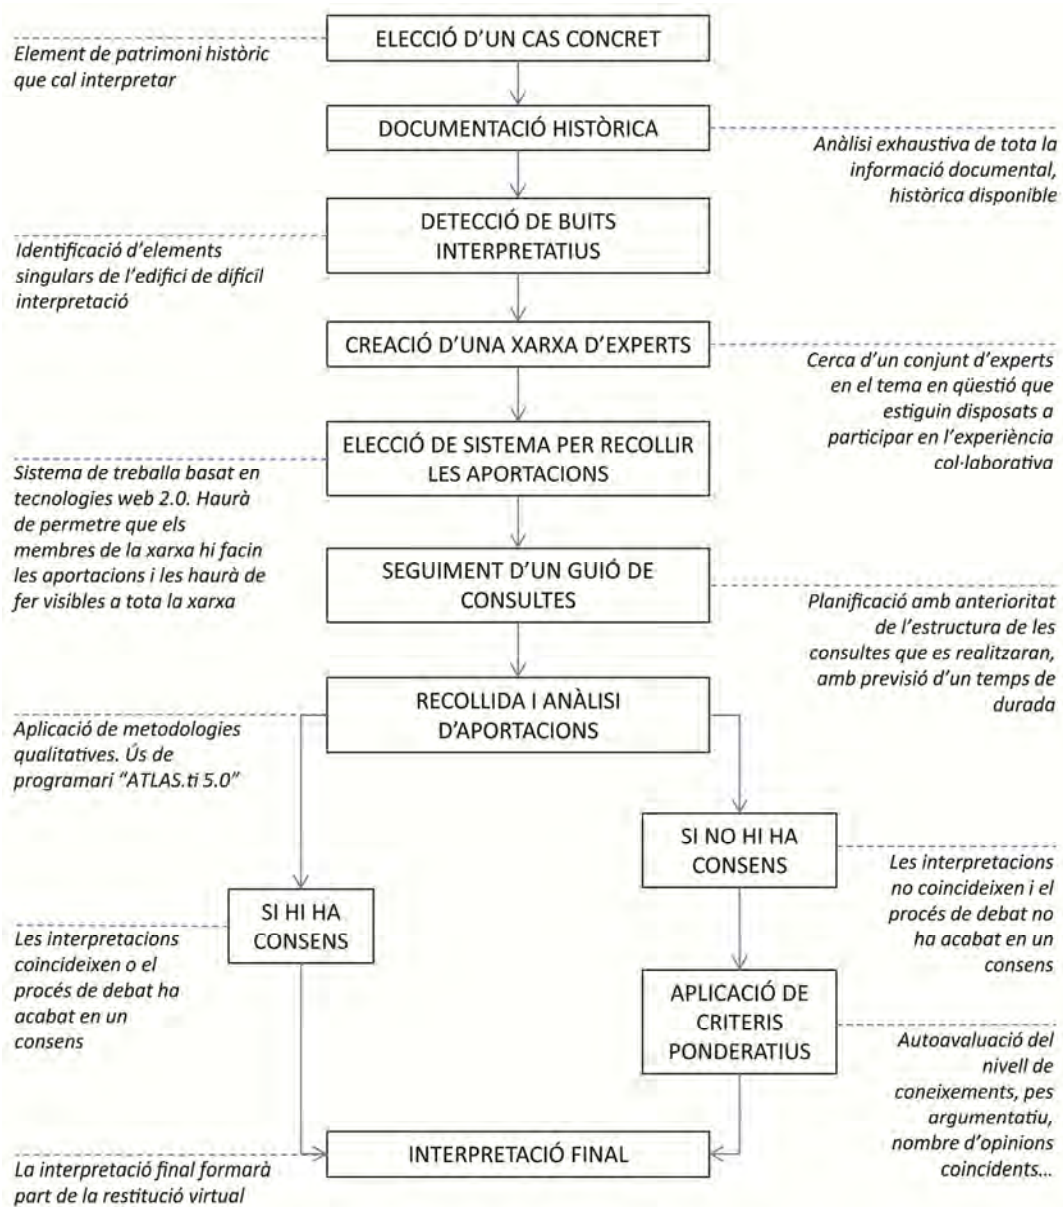 ELECCIÓ D'UN CAS CONCRET
Element de patrimoni històric
que cal interpretar
DOCUMENTACIÓ HISTÒRICA
Anàlisi exhaustiva de tota la
informació documental,
històrica disponible
DETECCIÓ DE BUITS
INTERPRETATIUS
Identificació d'elements
singulars de l'edifici de difícil
interpretació
CREACIÓ D'UNA XARXA D'EXPERTS
Cerca d'un conjunt d'experts
en el tema en qüestió que
estiguin disposats a
participar en l'experiència
col·laborativa
ELECCIÓ DE SISTEMA PER RECOLLIR
LES APORTACIONS
Sistema de treballa basat en
tecnologies web 2.0. Haurà
de permetre que els
membres de la xarxa hi facin
les aportacions i les haurà de
fer visibles a tota la xarxa
SEGUIMENT D'UN GUIÓ DE
CONSULTES
Planificació amb anterioritat
de l'estructura de les
consultes que es realitzaran,
amb previsió d'un temps de
durada
RECOLLIDA I ANÀLISI
D'APORTACIONS
Aplicació de metodologies
qualitatives. Ús de
programari "ATLAS.ti 5.0"
SI NO HI HA
CONSENS
Les interpretacions
no coincideixen i el
procés de debat no
ha acabat en un
consens
SI HI HA
CONSENS
Les interpretacions
coincideixen o el
procés de debat ha
acabat en un
consens
APLICACIÓ DE
CRITERIS
PONDERATIUS
Autoavaluació del
nivell de
coneixements, pes
argumentatiu,
nombre d'opinions
coincidents...
INTERPRETACIÓ FINAL
La interpretació final formarà
part de la restitució virtual